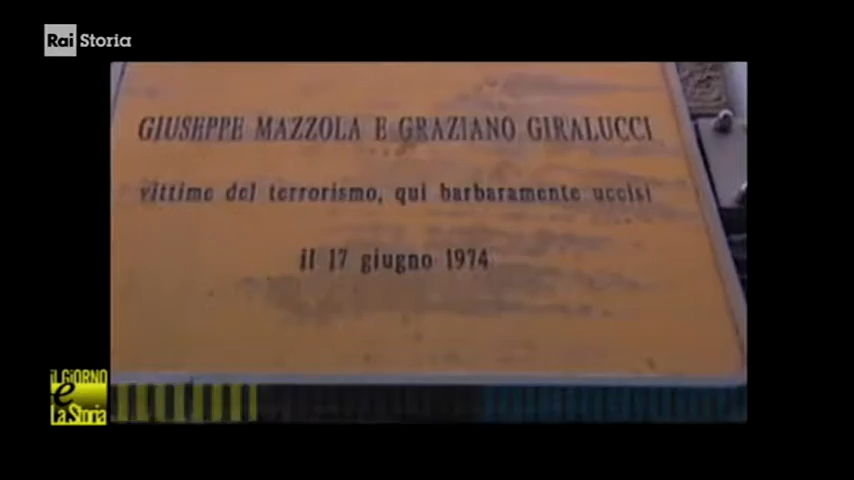 Rai Storia
GIUSEPPE MAZZOLA E GRAZIANO GIRALUCCI
vittime del terrorismo, qui barbaramente uccisi
il 17 giugno 1974
iL GiORNO
e
La Storia